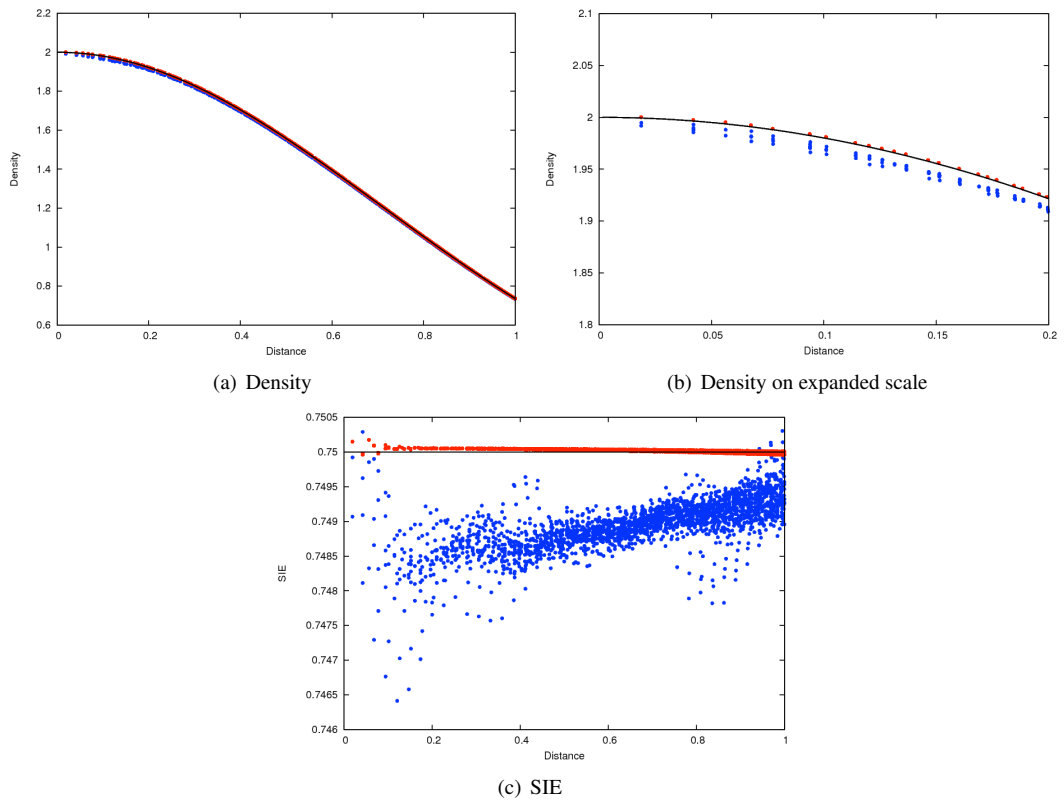 2.2
2
1.8
1.6
1.4
1.2
1
0.8
0.6
Density
0 0.2 0.4 0.6 0.8 1
Distance
(a) Density
2.1
2.05
2
1.95
1.9
1.85
1.8
Density
0.05 0.1 0.15 0.2
Distance
(b) Density on expanded scale
0.7505
0.75
0.7495
0.749
0.7485
0.748
0.7475
0.747
0.7465
0.746
SIE
0 0.2 0.4 0.6 0.8 1
Distance
(c) SIE